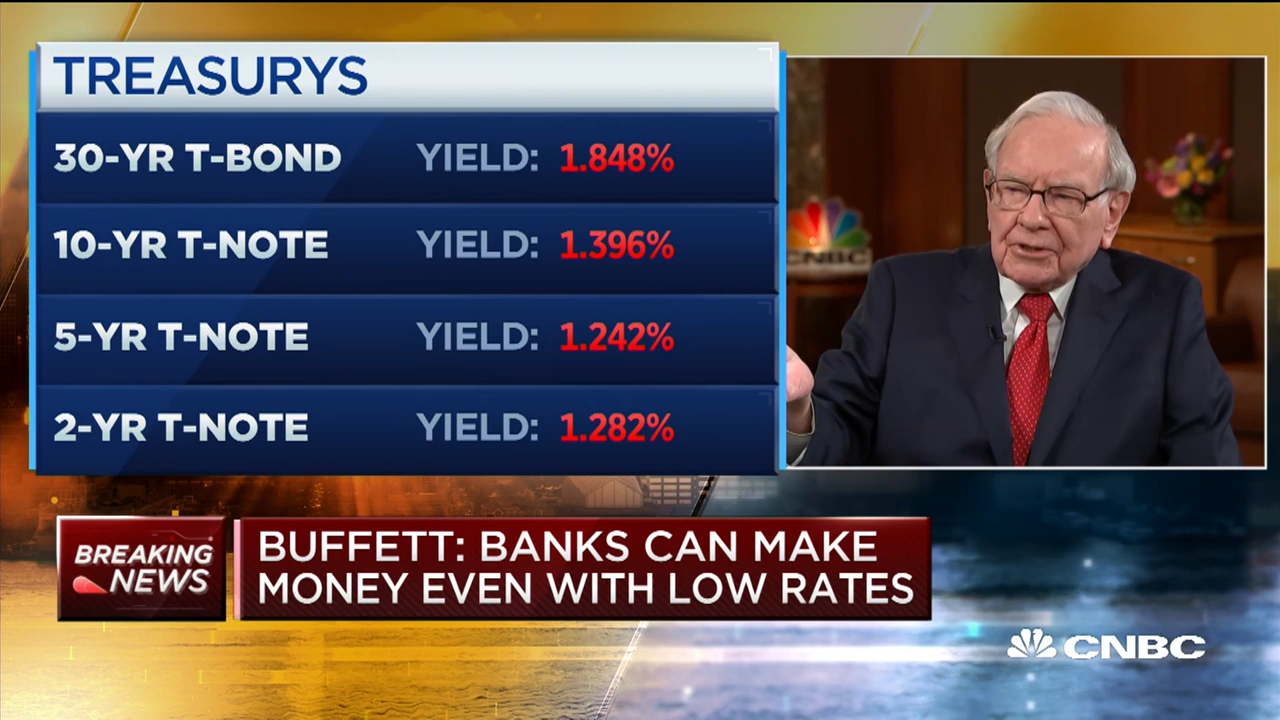 TREASURYS
30-YR T-BOND YIELD: 1.848%
10-YR T-NOTE YIELD: 1.396%
5-YR T-NOTE YIELD: 1.242%
2-YR T-NOTE YIELD: 1.282%
CNBC
BREAKING
NEWS
BUFFETT: BANKS CAN MAKE
MONEY EVEN WITH LOW RATES
CNBC